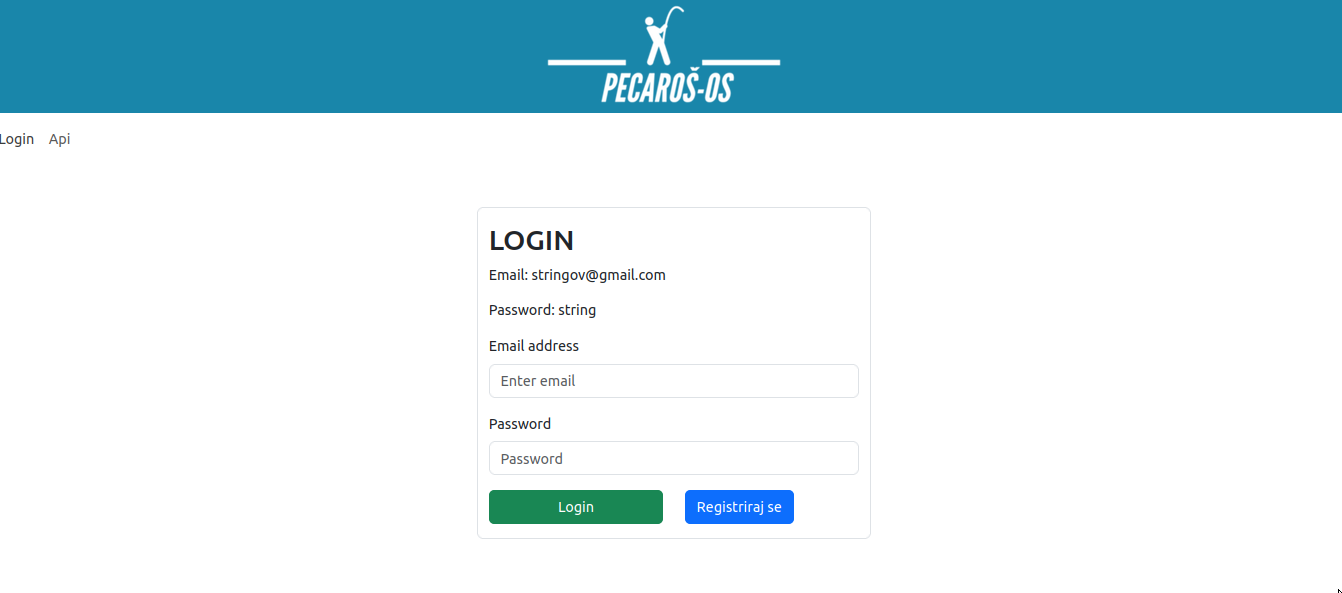 PECAROŠ-OS
Login Api
LOGIN
Email: stringov@gmail.com
Password: string
Email address
Enter email
Password
Password
Login Registriraj se